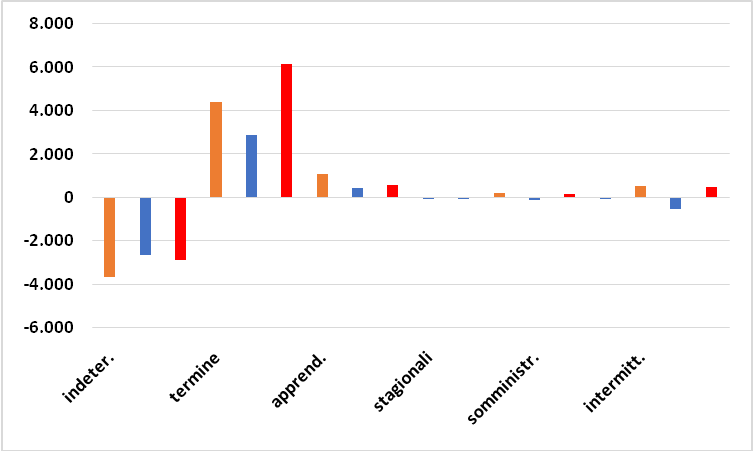 8.000
6.000
4.000
2.000
0
-2.000
-4.000
-6.000
indeter.
termine
apprend.
stagionali
somministr.
intermitt.